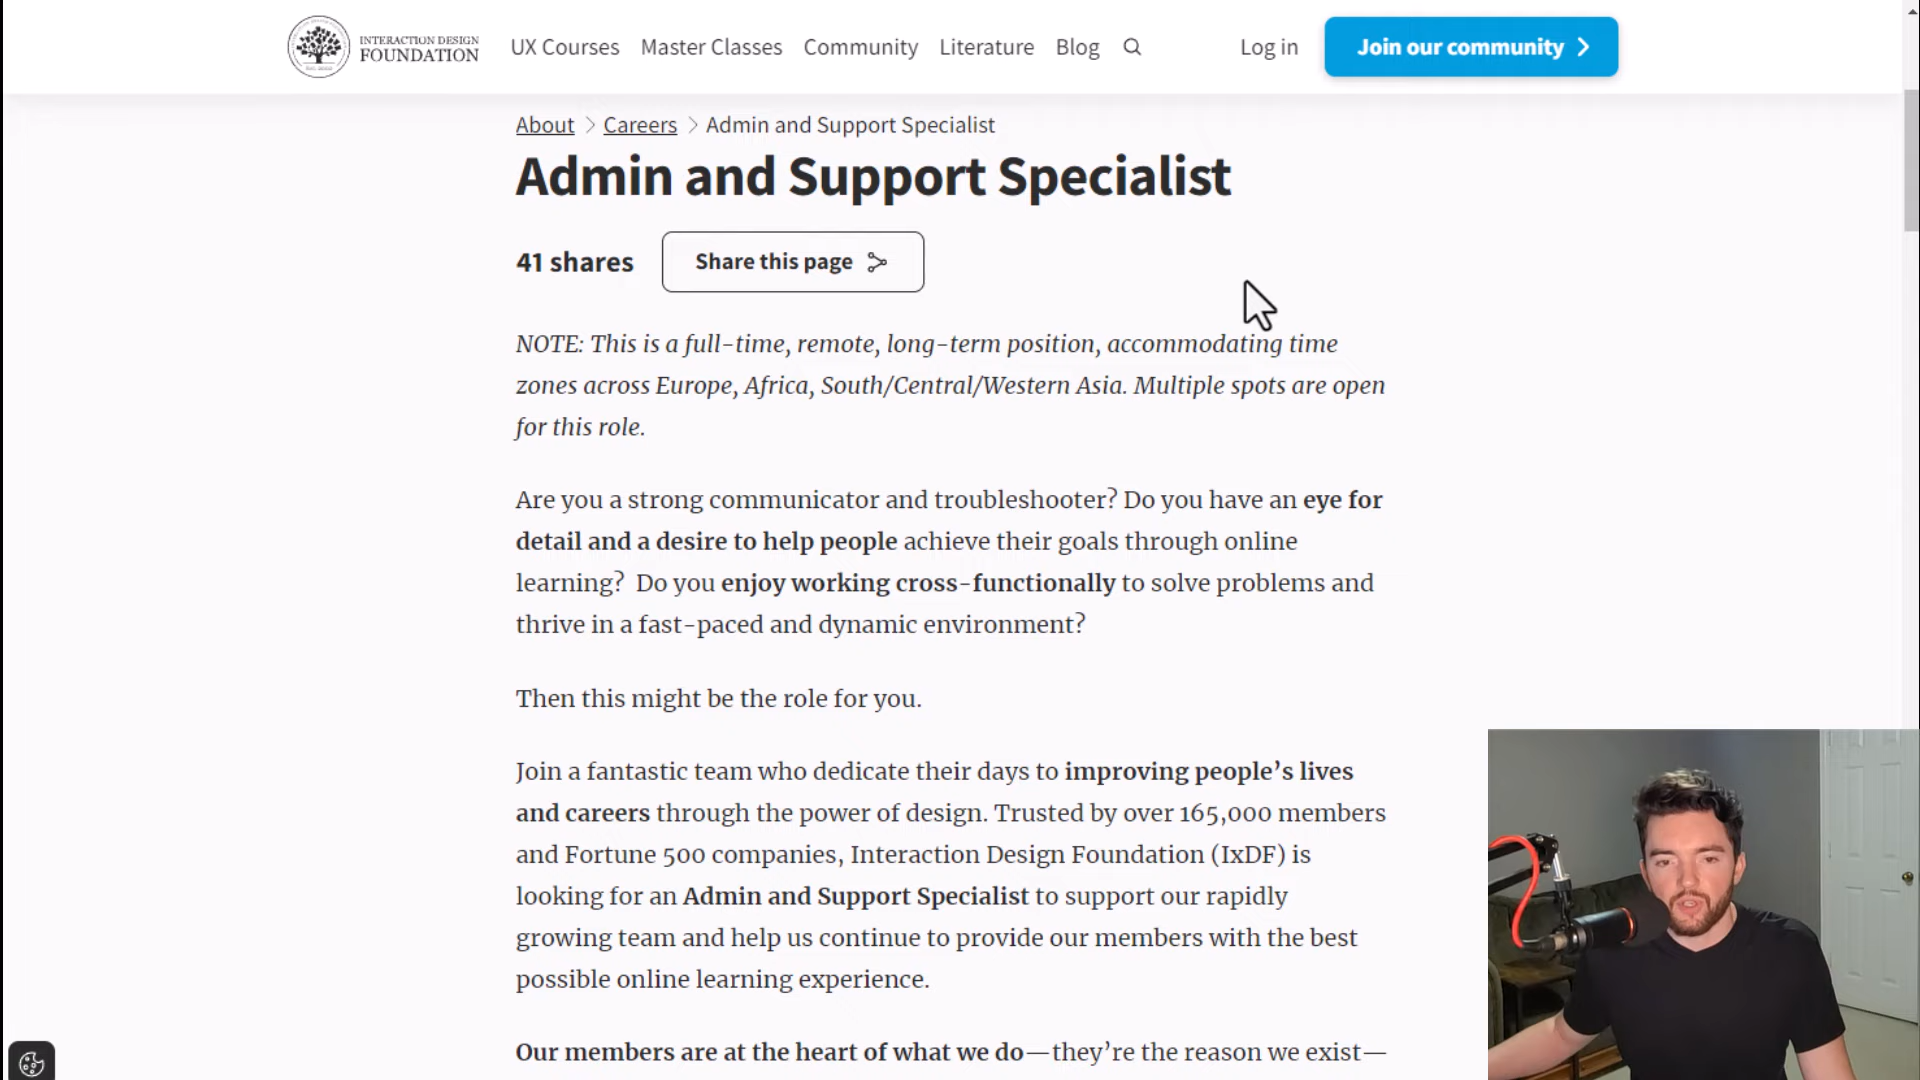 INTERACTION DESIGN
FOUNDATION
UX Courses Master Classes Community Literature Blog Log in Join our community
About > Careers > Admin and Support Specialist
Admin and Support Specialist
41 shares Share this page
NOTE: This is a full-time, remote, long-term position, accommodating time
zones across Europe, Africa, South/Central/Western Asia. Multiple spots are open
for this role.
Are you a strong communicator and troubleshooter? Do you have an eye for
detail and a desire to help people achieve their goals through online
learning? Do you enjoy working cross-functionally to solve problems and
thrive in a fast-paced and dynamic environment?
Then this might be the role for you.
Join a fantastic team who dedicate their days to improving people’s lives
and careers through the power of design. Trusted by over 165,000 members
and Fortune 500 companies, Interaction Design Foundation (IxDF) is
looking for an Admin and Support Specialist to support our rapidly
growing team and help us continue to provide our members with the best
possible online learning experience.
Our members are at the heart of what we do—they’re the reason we exist—